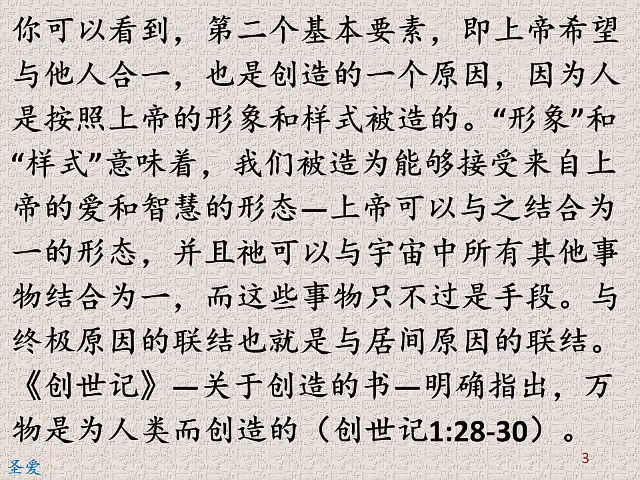 你可以看到，第二个基本要素，即上帝希望
与他人合一，也是创造的一个原因，因为人
是按照上帝的形象和样式被造的。“形象”和
“样式”意味着，我们被造为能够接受来自上
帝的爱和智慧的形态—上帝可以与之结合为
一的形态，并且祂可以与宇宙中所有其他事
物结合为一，而这些事物只不过是手段。与
终极原因的联结也就是与居间原因的联结。
《创世记》—关于创造的书—明确指出，万
物是为人类而创造的（创世记1:28-30）。
圣爱
3